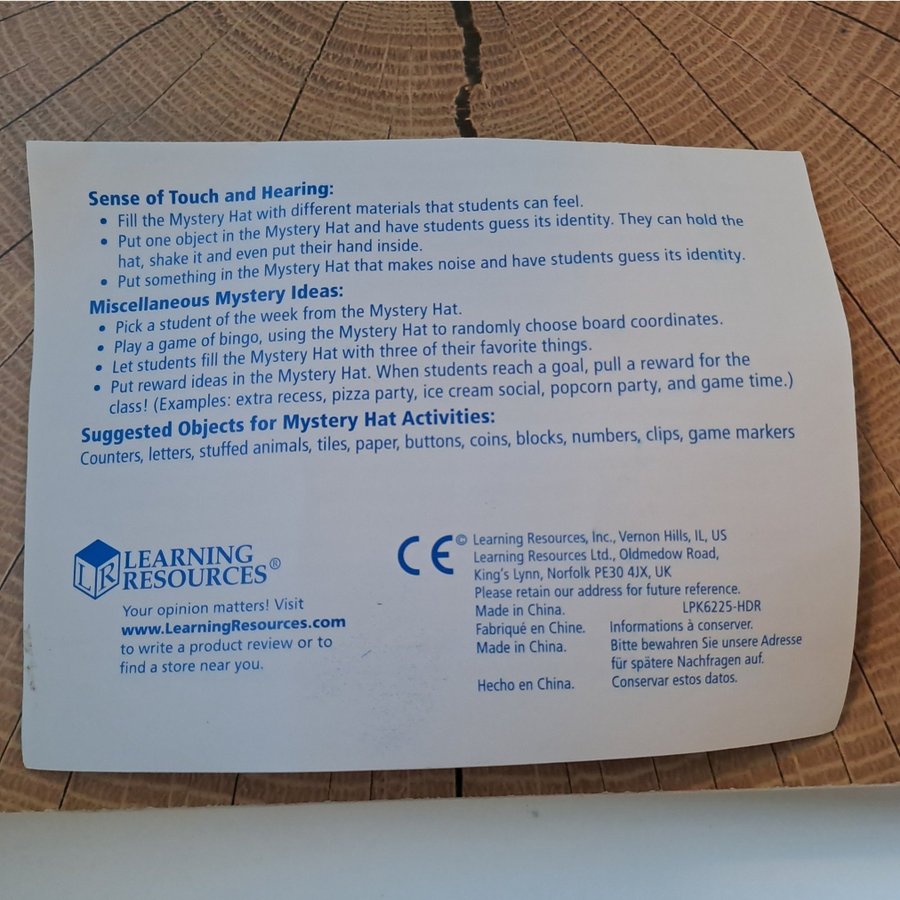 Sense of Touch and Hearing:
• Fill the Mystery Hat with different materials that students can feel.
• Put one object in the Mystery Hat and have students guess its identity. They can hold the
hat, shake it and even put their hand inside.
• Put something in the Mystery Hat that makes noise and have students guess its identity.
Miscellaneous Mystery Ideas:
• Pick a student of the week from the Mystery Hat.
• Play a game of bingo, using the Mystery Hat to randomly choose board coordinates.
• Let students fill the Mystery Hat with three of their favorite things.
• Put reward ideas in the Mystery Hat. When students reach a goal, pull a reward for the
class! (Examples: extra recess, pizza party, ice cream social, popcorn party, and game time.)
Suggested Objects for Mystery Hat Activities:
Counters, letters, stuffed animals, tiles, paper, buttons, coins, blocks, numbers, clips, game markers
LR LEARNING
RESOURCES®
Your opinion matters! Visit
www.LearningResources.com
to write a product review or to
find a store near you.
CE © Learning Resources, Inc., Vernon Hills, IL, US
Learning Resources Ltd., Oldmedow Road,
King's Lynn, Norfolk PE30 4JX, UK
Please retain our address for future reference.
Made in China. LPK6225-HDR
Fabriqué en Chine. Informations à conserver.
Made in China. Bitte bewahren Sie unsere Adresse
für spätere Nachfragen auf.
Hecho en China. Conservar estos datos.